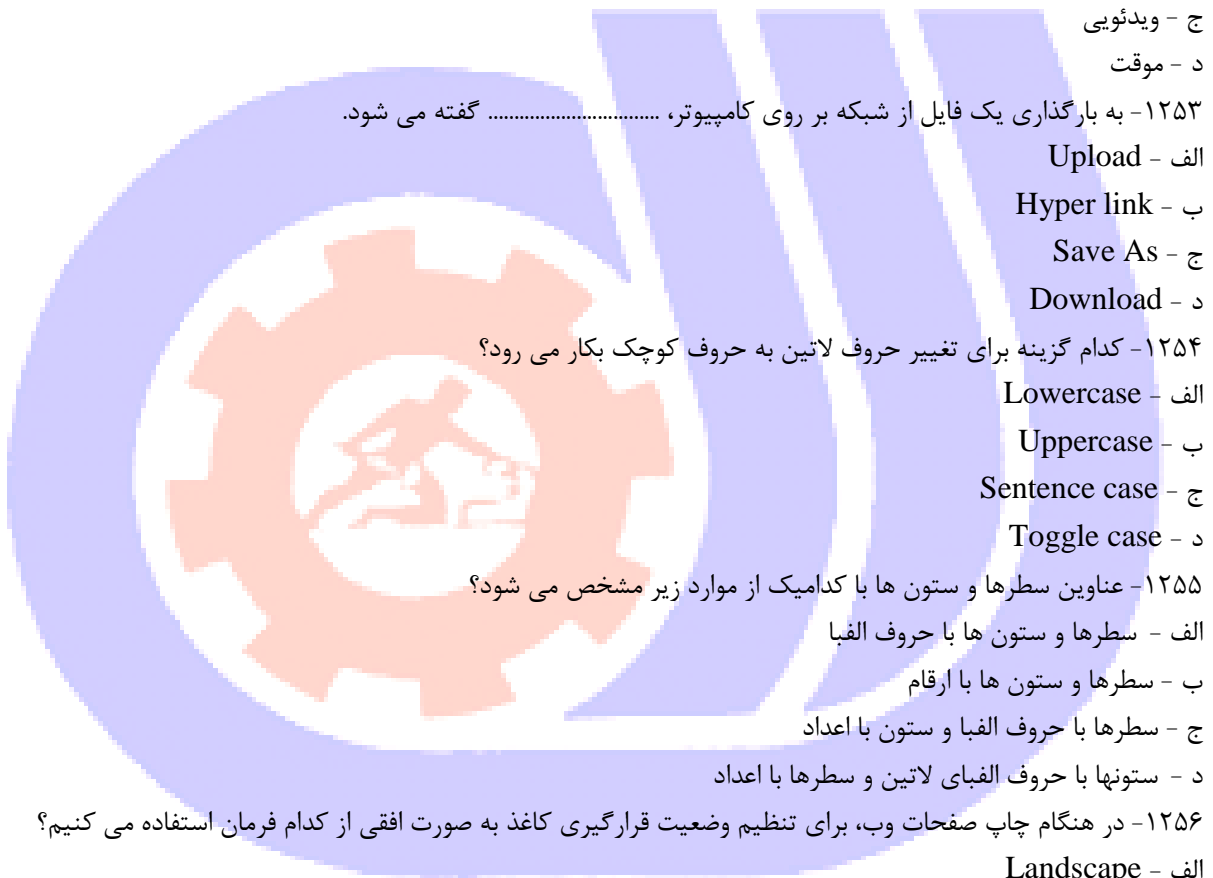 ج - ویدئویی
د - موقت
۱۲۵۳- به بارگذاری یک فایل از شبکه بر روی کامپیوتر، ................................. گفته می شود.
الف - Upload
ب - Hyper link
ج - Save As
د - Download
۱۲۵۴- کدام گزینه برای تغییر حروف لاتین به حروف کوچک بکار می رود؟
الف - Lowercase
ب - Uppercase
ج - Sentence case
د - Toggle case
۱۲۵۵- عناوین سطرها و ستون ها با کدامیک از موارد زیر مشخص می شود؟
الف - سطرها و ستون ها با حروف الفبا
ب - سطرها و ستون ها با ارقام
ج - سطرها با حروف الفبا و ستون با اعداد
د - ستونها با حروف الفبای لاتین و سطرها با اعداد
۱۲۵۶- در هنگام چاپ صفحات وب، برای تنظیم وضعیت قرارگیری کاغذ به صورت افقی از کدام فرمان استفاده می کنیم؟
الف - Landscape